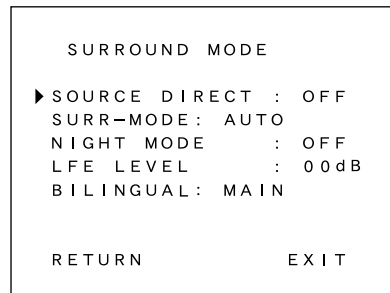 SURROUND MODE
▶SOURCE DIRECT : OFF
SURR-MODE: AUTO
NIGHT MODE : OFF
LFE LEVEL : 00dB
BILINGUAL: MAIN
RETURN EXIT